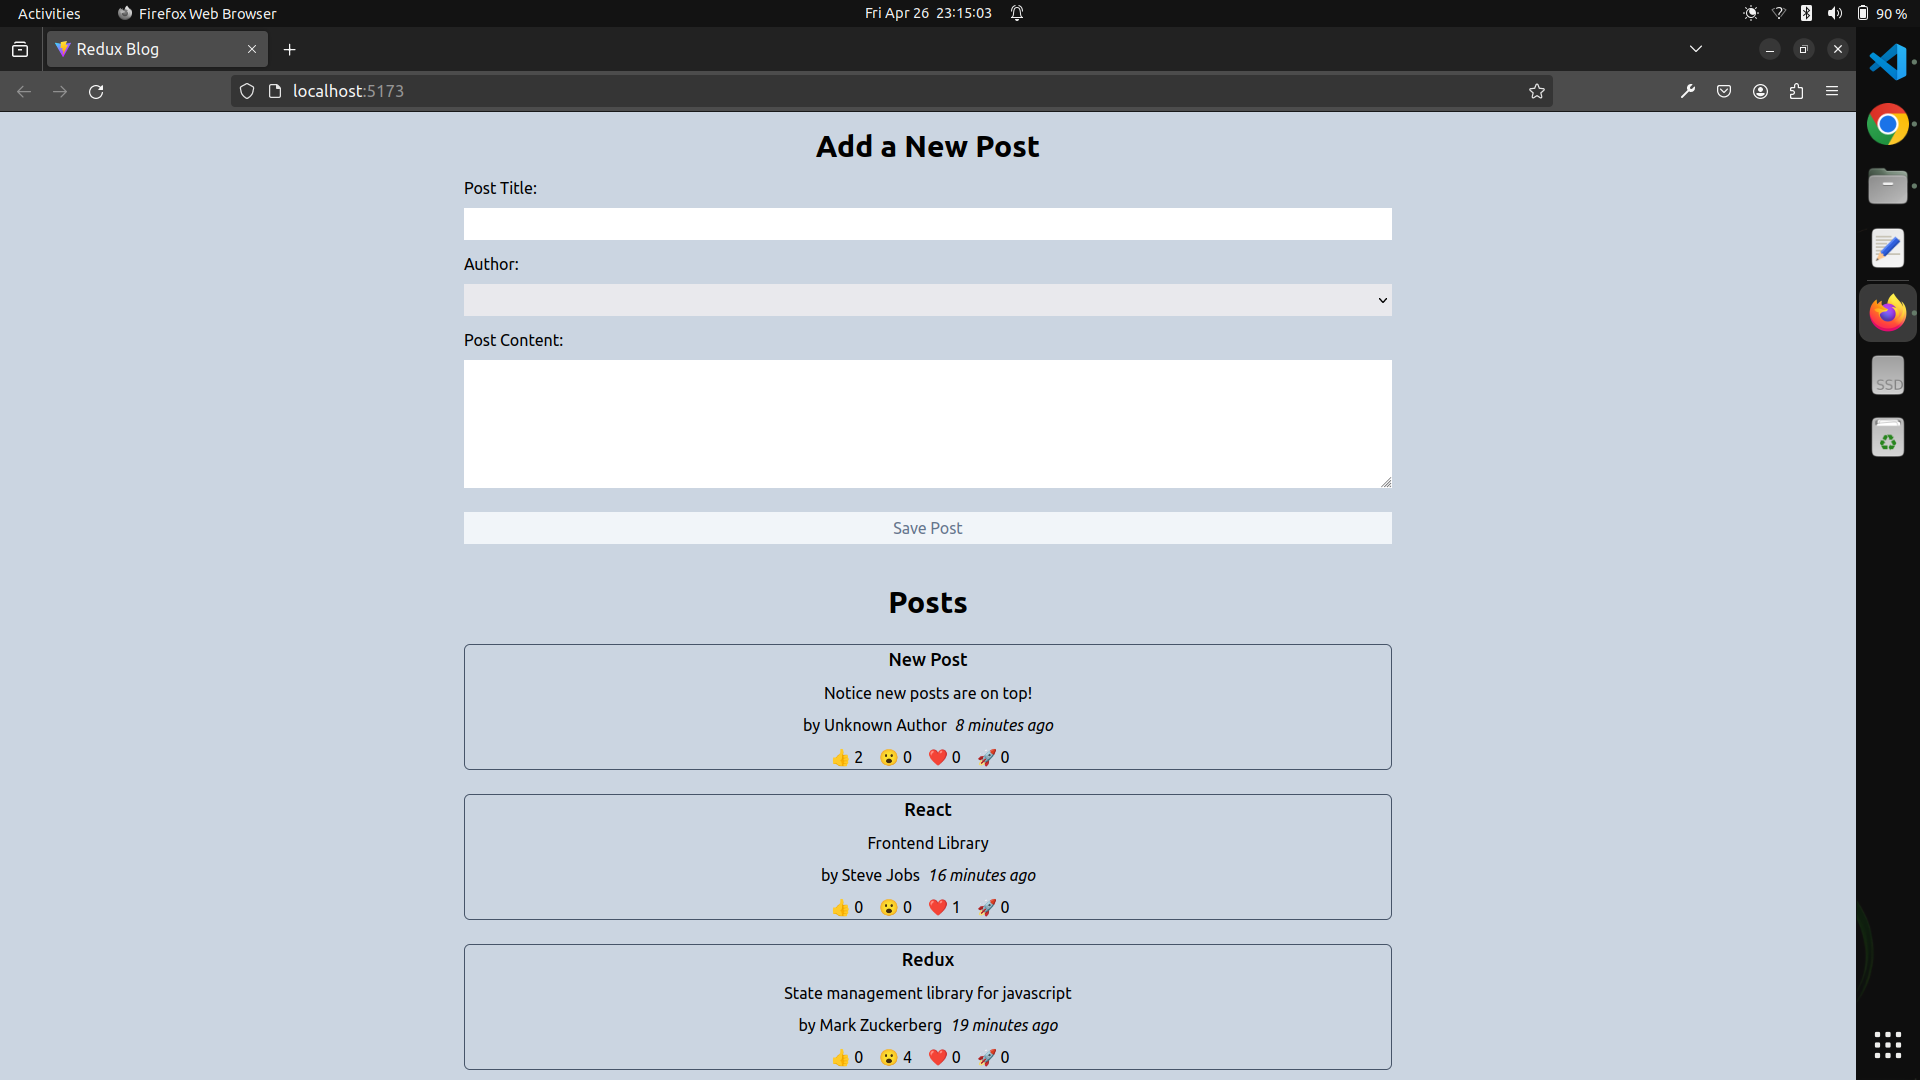 Activities Firefox Web Browser Fri Apr 26 23:15:03 90 %
Redux Blog
localhost:5173
Add a New Post
Post Title:
Author:
Post Content:
Save Post
Posts
New Post
Notice new posts are on top!
by Unknown Author 8 minutes ago
👍 2 😮 0 ❤️ 0 🚀 0
React
Frontend Library
by Steve Jobs 16 minutes ago
👍 0 😮 0 ❤️ 1 🚀 0
Redux
State management library for javascript
by Mark Zuckerberg 19 minutes ago
👍 0 😮 4 ❤️ 0 🚀 0
SSD